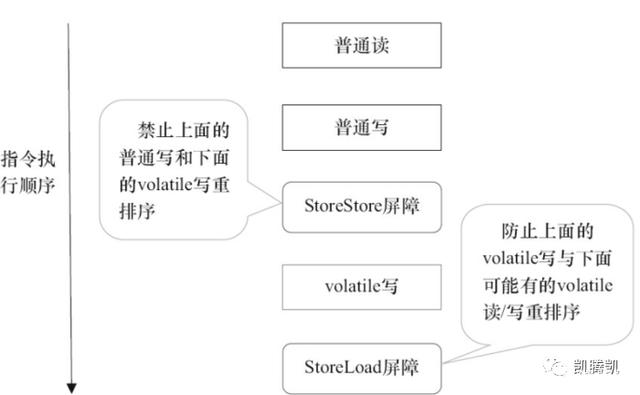 普通读
普通写
指令执
行顺序
禁止上面的
普通写和下面
的volatile写重
排序
StoreStore屏障
volatile写
防止上面的
volatile写与下面
可能有的volatile
读/写重排序
StoreLoad屏障
凯腾凯